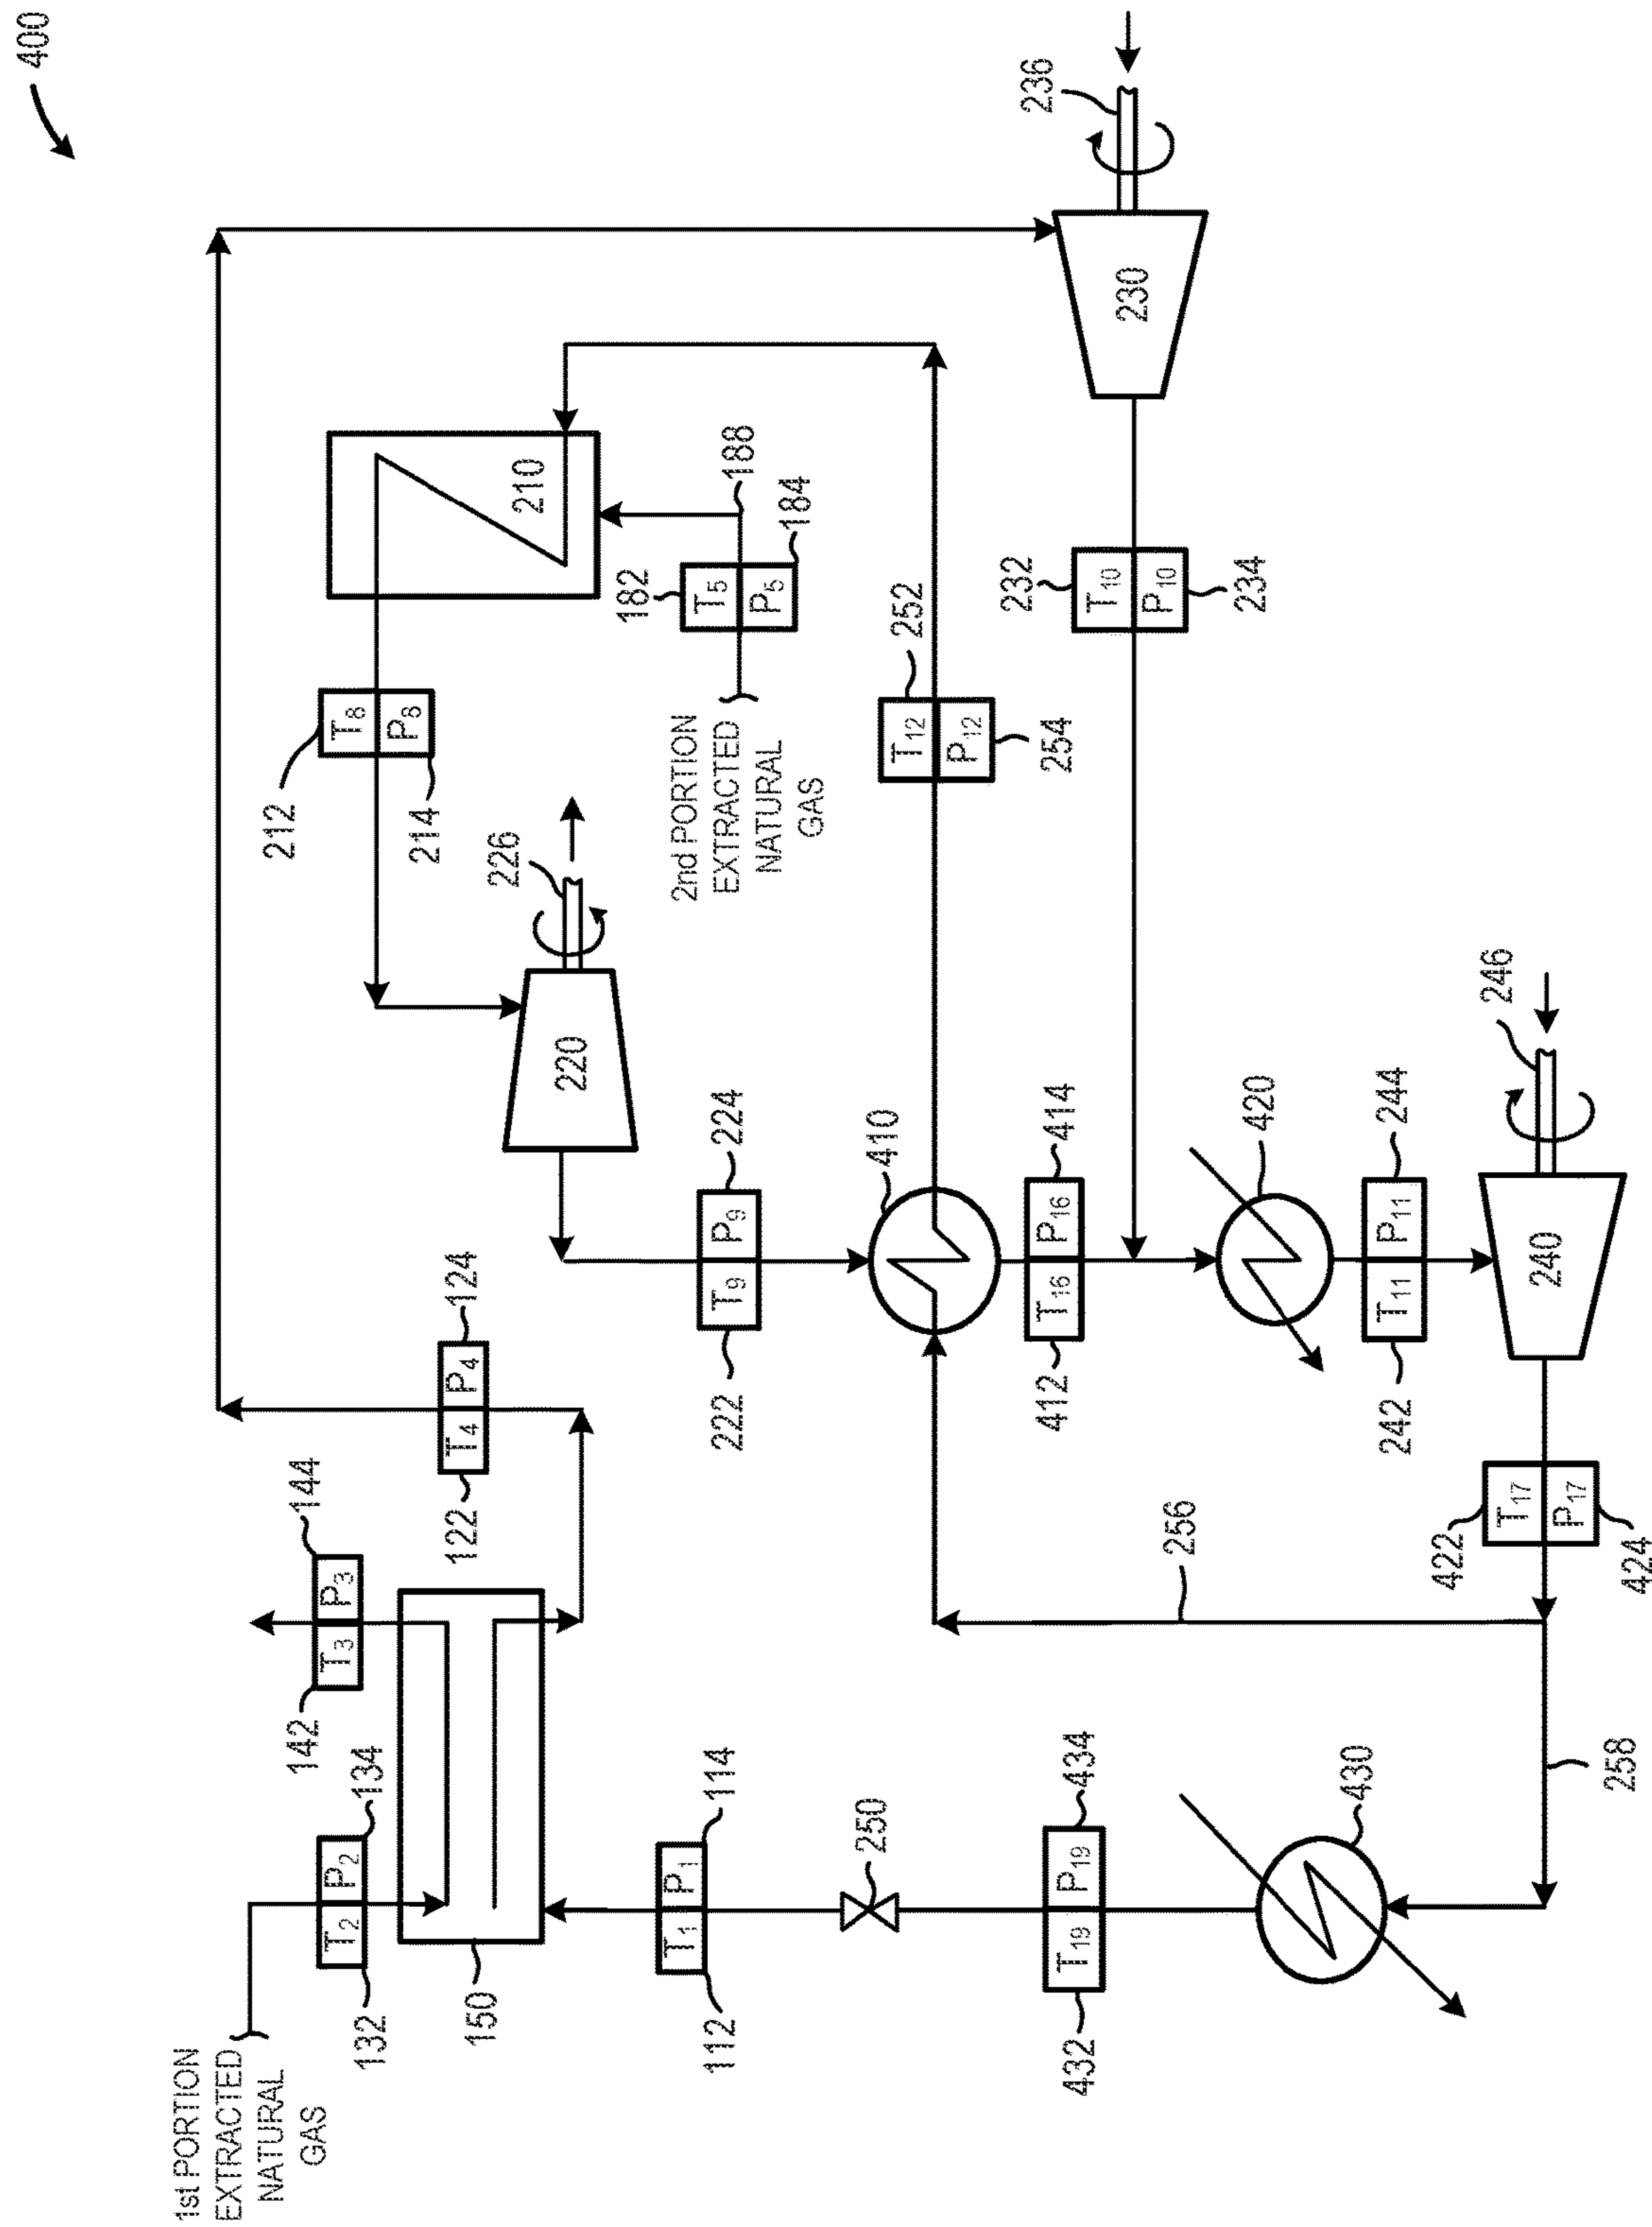 400
1st PORTION
EXTRACTED
NATURAL
GAS
132
134
T2
P2
142
144
T3
P3
150
122
124
T4
P4
112
114
T1
P1
212
214
T8
P8
210
220
226
182
184
188
T5
P5
2nd PORTION
EXTRACTED
NATURAL
GAS
222
224
T9
P9
250
410
252
254
T12
P12
432
434
T19
P19
412
414
T16
P16
232
234
T10
P10
230
236
256
420
430
242
244
T11
P11
422
424
T17
P17
240
246
258